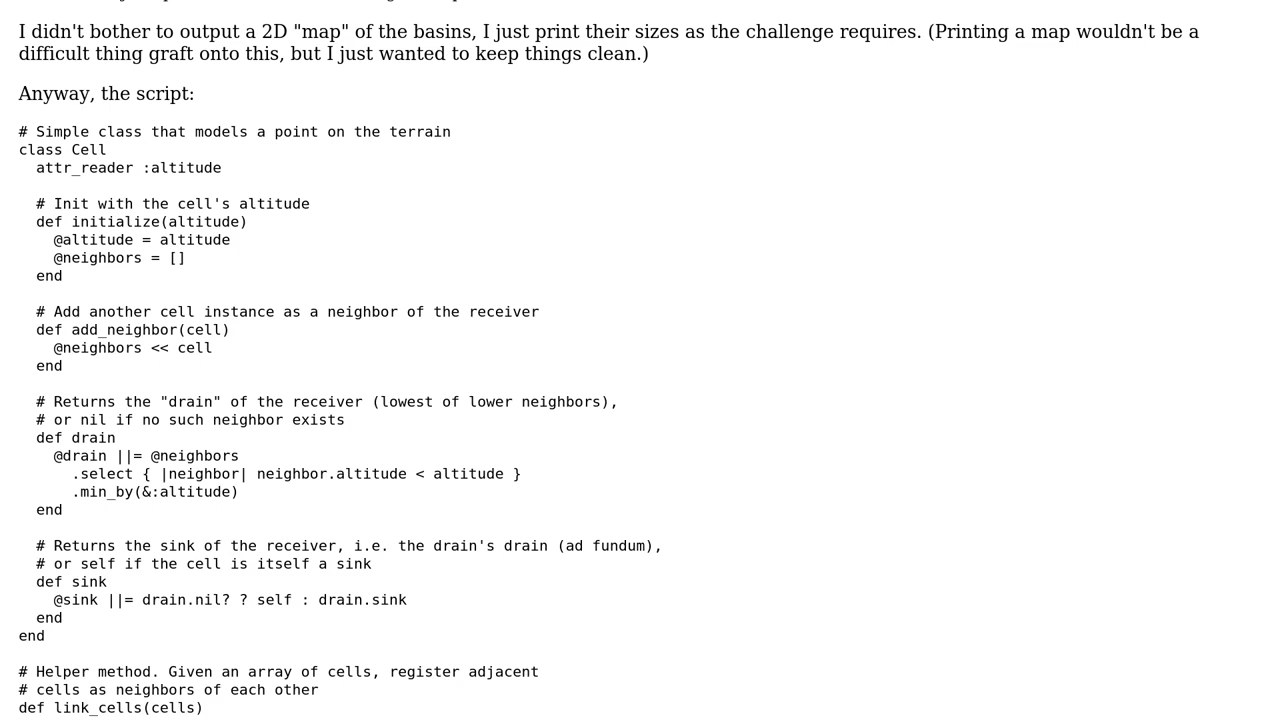 I didn't bother to output a 2D "map" of the basins, I just print their sizes as the challenge requires. (Printing a map wouldn't be a
difficult thing graft onto this, but I just wanted to keep things clean.)
Anyway, the script:
# Simple class that models a point on the terrain
class Cell
  attr_reader :altitude

  # Init with the cell's altitude
  def initialize(altitude)
    @altitude = altitude
    @neighbors = []
  end

  # Add another cell instance as a neighbor of the receiver
  def add_neighbor(cell)
    @neighbors << cell
  end

  # Returns the "drain" of the receiver (lowest of lower neighbors),
  # or nil if no such neighbor exists
  def drain
    @drain ||= @neighbors
      .select { |neighbor| neighbor.altitude < altitude }
      .min_by(&:altitude)
  end

  # Returns the sink of the receiver, i.e. the drain's drain (ad fundum),
  # or self if the cell is itself a sink
  def sink
    @sink ||= drain.nil? ? self : drain.sink
  end
end

# Helper method. Given an array of cells, register adjacent
# cells as neighbors of each other
def link_cells(cells)